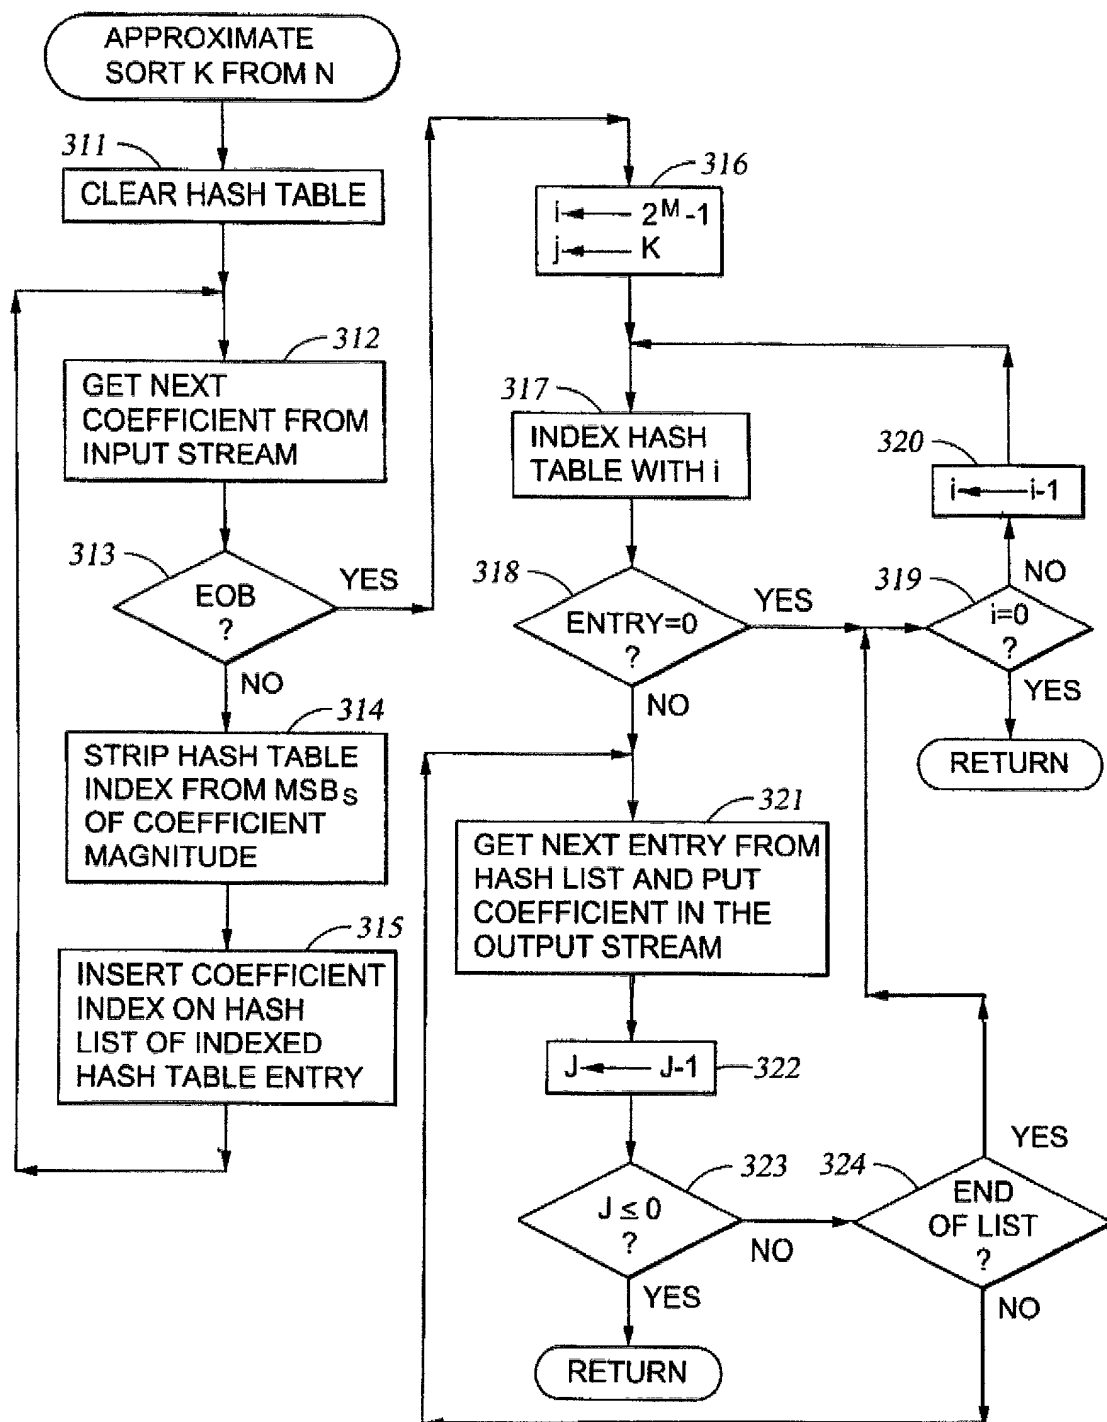 APPROXIMATE
SORT K FROM N
311
CLEAR HASH TABLE
312
GET NEXT
COEFFICIENT FROM
INPUT STREAM
313
EOB
?
YES
NO
314
STRIP HASH TABLE
INDEX FROM MSBS
OF COEFFICIENT
MAGNITUDE
315
INSERT COEFFICIENT
INDEX ON HASH
LIST OF INDEXED
HASH TABLE ENTRY
316
i ← 2^M-1
j ← K
317
INDEX HASH
TABLE WITH i
318
ENTRY=0
?
YES
NO
319
i=0
?
NO
YES
320
i ← i-1
RETURN
321
GET NEXT ENTRY FROM
HASH LIST AND PUT
COEFFICIENT IN THE
OUTPUT STREAM
322
J ← J-1
323
J ≤ 0
?
NO
YES
RETURN
324
END
OF LIST
?
YES
NO